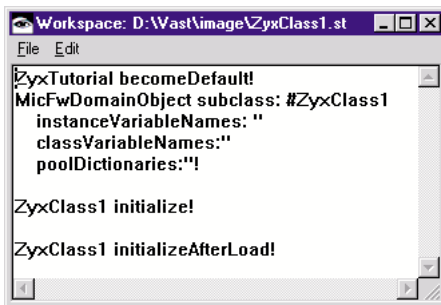 Workspace: D:\Vast\image\ZyxClass1.st
File Edit
ZyxTutorial becomeDefault!
MicFwDomainObject subclass: #ZyxClass1
instanceVariableNames: ''
classVariableNames:''
poolDictionaries:''!
ZyxClass1 initialize!
ZyxClass1 initializeAfterLoad!